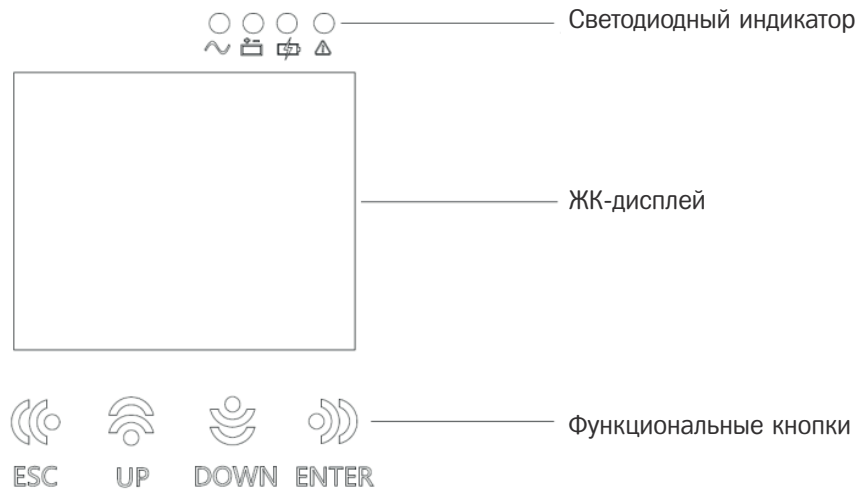 Светодиодный индикатор
ЖК-дисплей
Функциональные кнопки
ESC UP DOWN ENTER